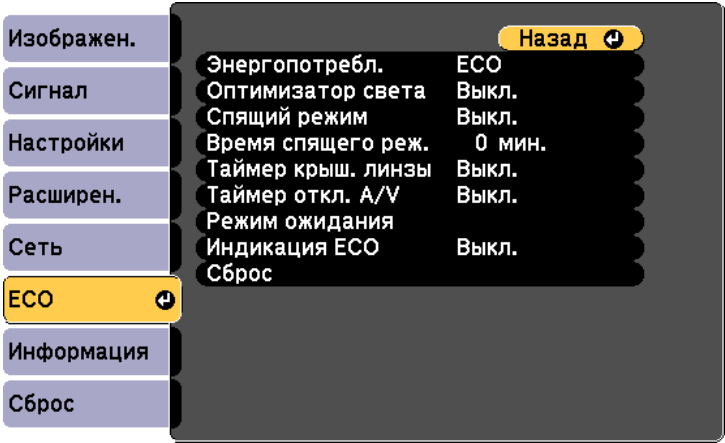 Изображен.
Сигнал
Настройки
Расширен.
Сеть
ECO
Информация
Сброс
Назад
Энергопотребл. ECO
Оптимизатор света Выкл.
Спящий режим Выкл.
Время спящего реж. 0 мин.
Таймер крыш. линзы Выкл.
Таймер откл. A/V Выкл.
Режим ожидания
Индикация ECO Выкл.
Сброс